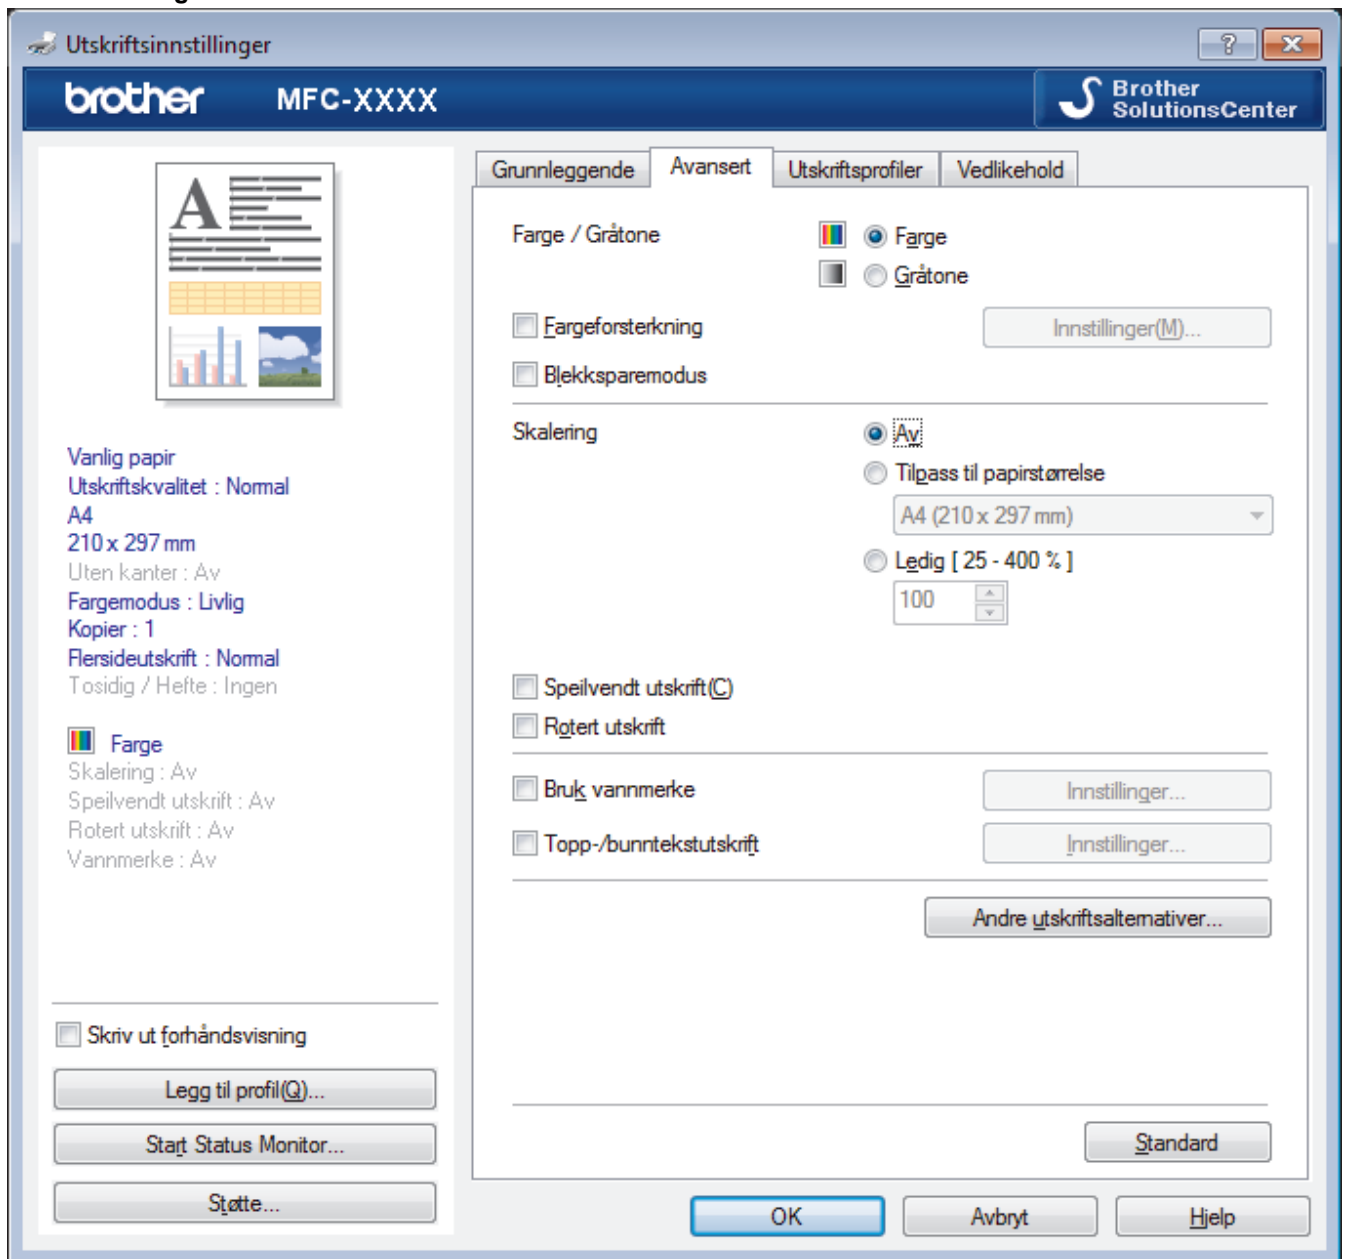 Utskriftsinnstillinger
brother MFC-XXXX
Brother
SolutionsCenter
A
Vanlig papir
Utskriftskvalitet : Normal
A4
210 x 297 mm
Uten kanter : Av
Fargemodus : Livlig
Kopier : 1
Flersideutskrift : Normal
Tosidig / Hefte : Ingen
Farge
Skalering : Av
Speilvendt utskrift : Av
Rotert utskrift : Av
Vannmerke : Av
Skriv ut forhåndsvisning
Legg til profil(Q)...
Start Status Monitor...
Støtte...
Grunnleggende Avansert Utskriftsprofiler Vedlikehold
Farge / Gråtone Farge
Gråtone
Fargeforsterkning Innstillinger(M)...
Blekksparemodus
Skalering Av
Tilpass til papirstørrelse
A4 (210 x 297 mm)
Ledig [ 25 - 400 % ]
100
Speilvendt utskrift(C)
Rotert utskrift
Bruk vannmerke Innstillinger...
Topp-/bunntekstutskrift Innstillinger...
Andre utskriftsalternativer...
Standard
OK Avbryt Hjelp